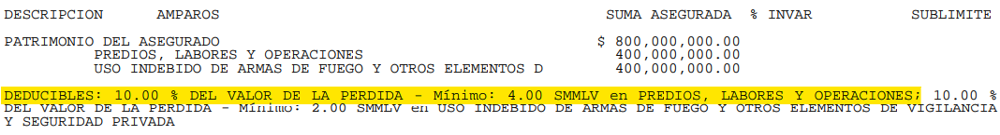 DESCRIPCION AMPAROS SUMA ASEGURADA % INVAR SUBLIMITE
PATRIMONIO DEL ASEGURADO $ 800,000,000.00
PREDIOS, LABORES Y OPERACIONES 400,000,000.00
USO INDEBIDO DE ARMAS DE FUEGO Y OTROS ELEMENTOS D 400,000,000.00
DEDUCIBLES: 10.00 % DEL VALOR DE LA PERDIDA - Mínimo: 4.00 SMMLV en PREDIOS, LABORES Y OPERACIONES; 10.00 %
DEL VALOR DE LA PERDIDA - Mínimo: 2.00 SMMLV en USO INDEBIDO DE ARMAS DE FUEGO Y OTROS ELEMENTOS DE VIGILANCIA
Y SEGURIDAD PRIVADA